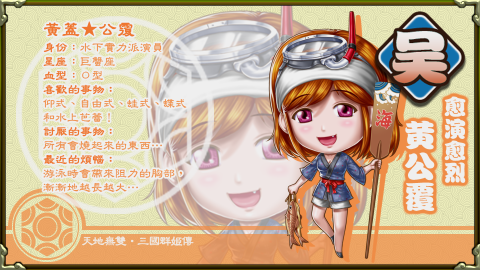 黃蓋★公覆
身份：水下實力派演員
星座：巨蟹座
血型：O型
喜歡的事物：
仰式、自由式、蛙式、蝶式
和水上芭蕾！
討厭的事物：
所有會燒起來的東西…
最近的煩惱：
游泳時會帶來阻力的胸部，
漸漸地越長越大…
天地無雙·三國群姬傳
吳
愈演愈烈
黃公覆
海